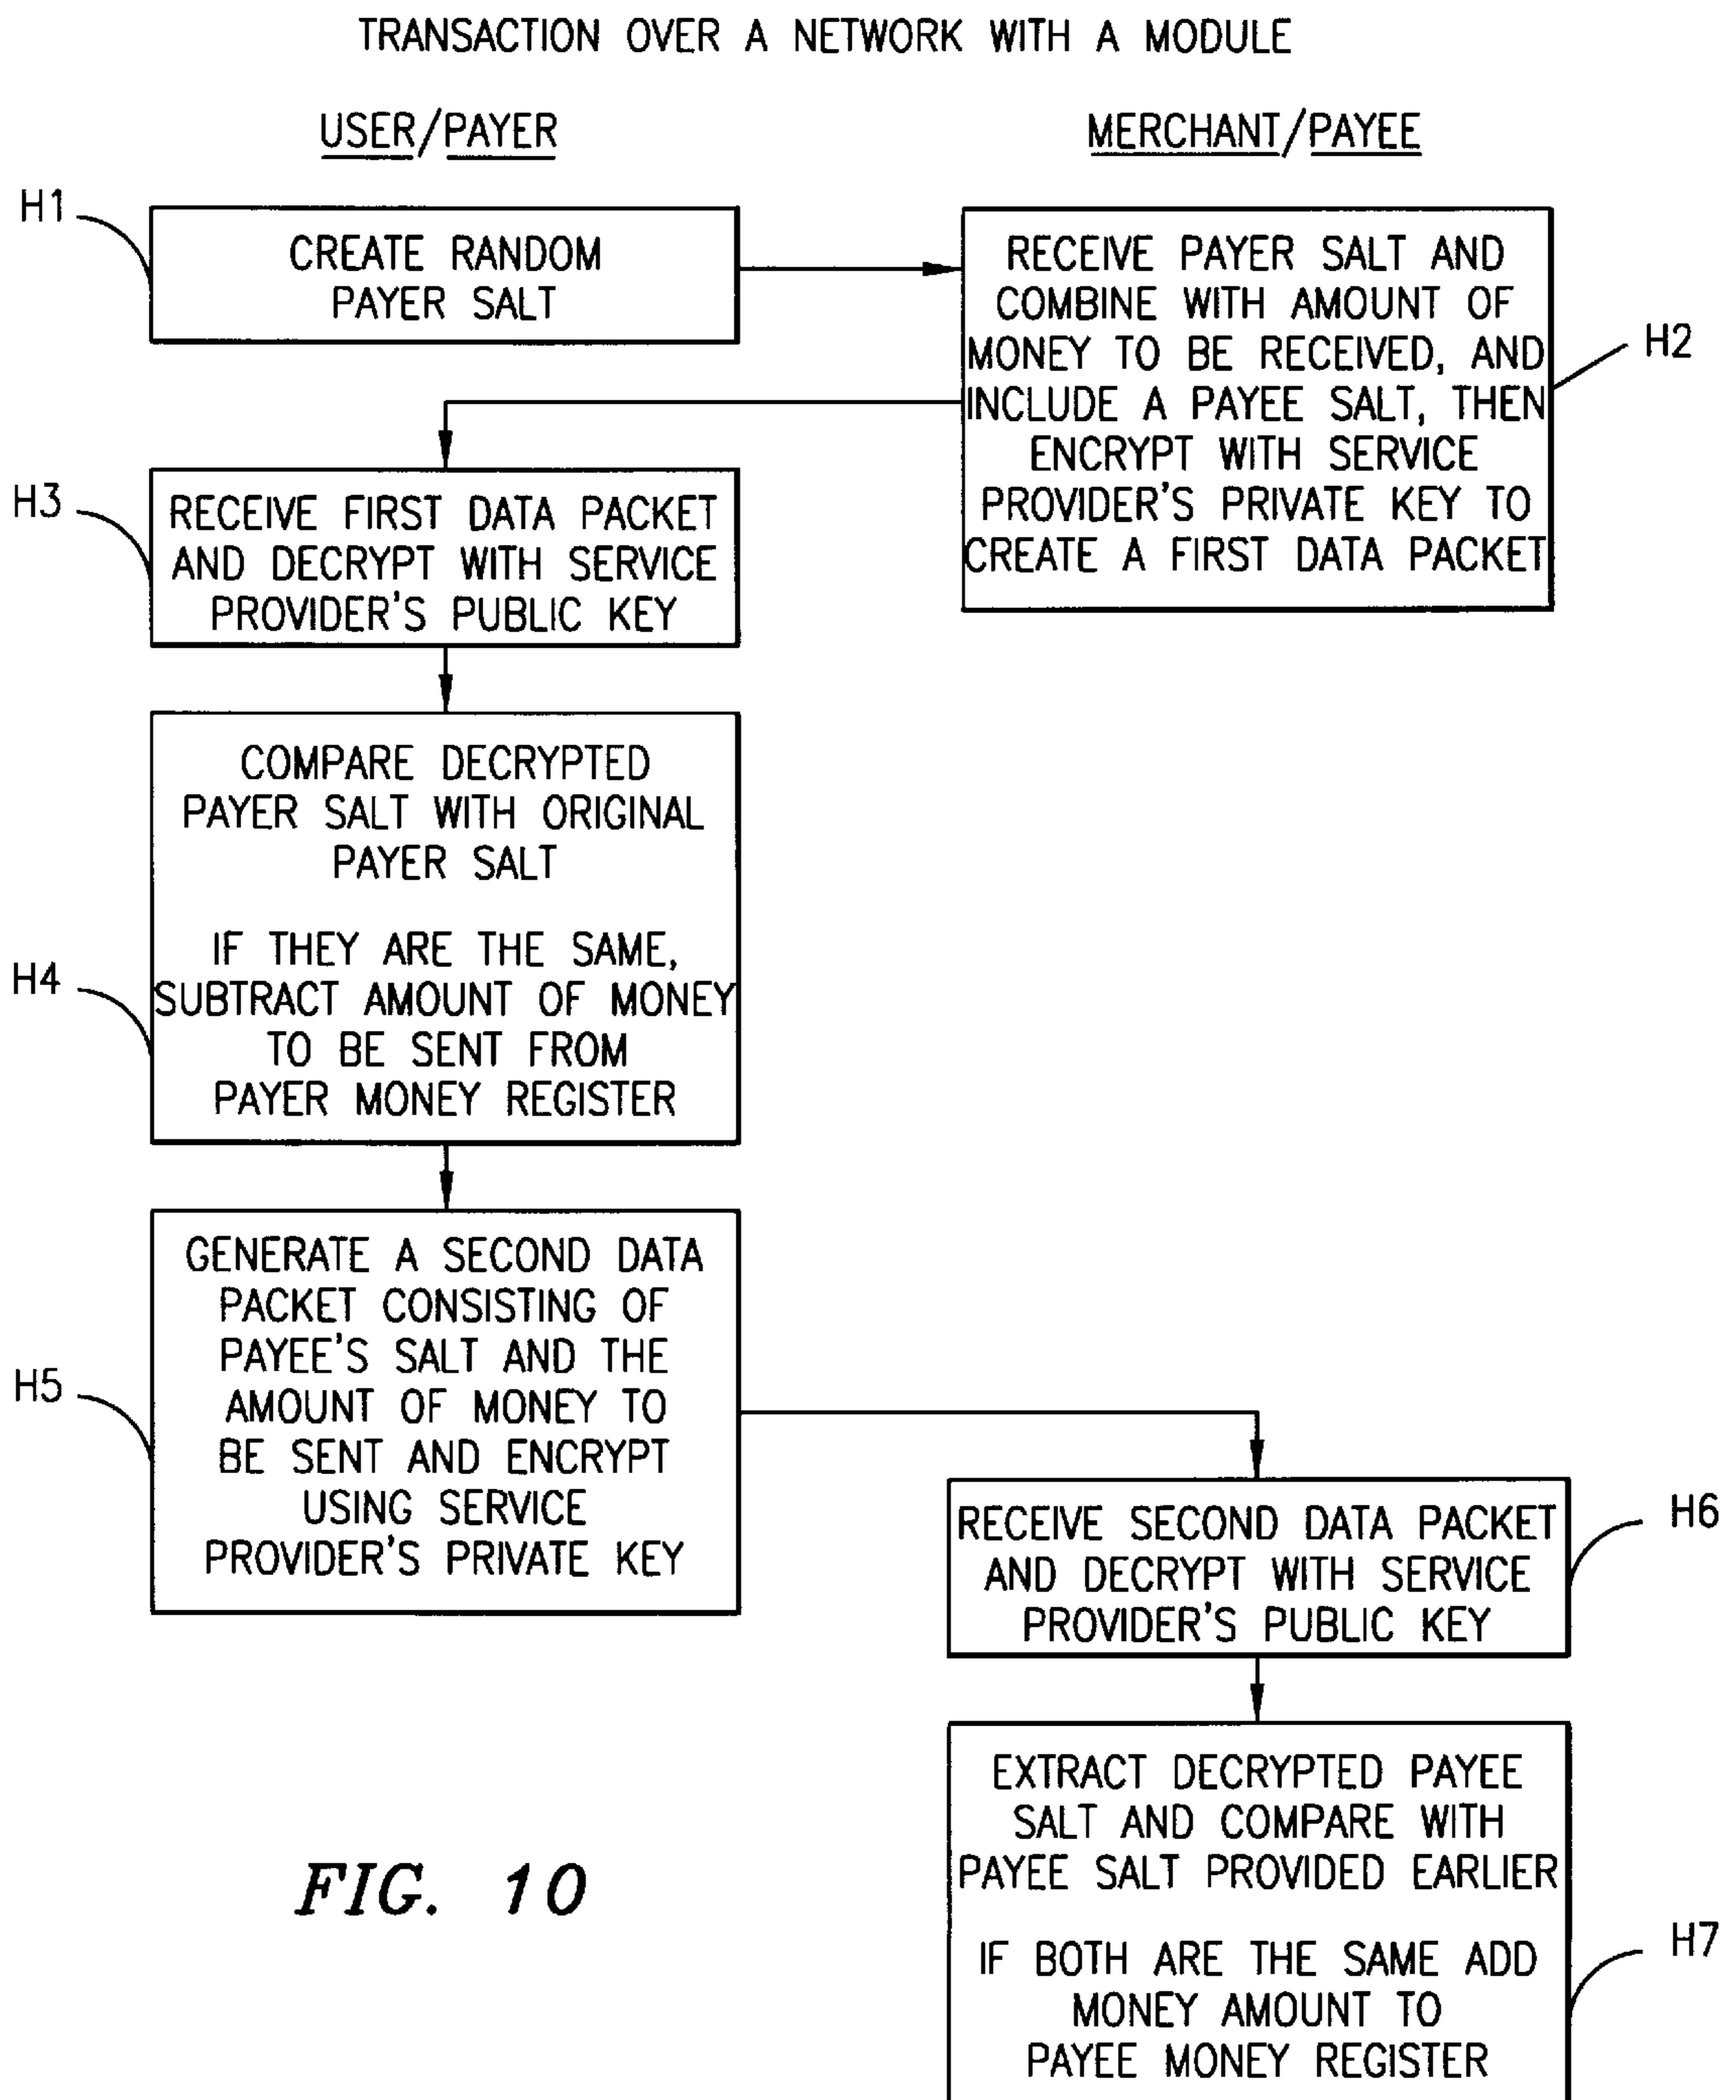 TRANSACTION OVER A NETWORK WITH A MODULE
USER/PAYER
MERCHANT/PAYEE
H1
CREATE RANDOM
PAYER SALT
RECEIVE PAYER SALT AND
COMBINE WITH AMOUNT OF
MONEY TO BE RECEIVED, AND
INCLUDE A PAYEE SALT, THEN
ENCRYPT WITH SERVICE
PROVIDER'S PRIVATE KEY TO
CREATE A FIRST DATA PACKET
H2
H3
RECEIVE FIRST DATA PACKET
AND DECRYPT WITH SERVICE
PROVIDER'S PUBLIC KEY
COMPARE DECRYPTED
PAYER SALT WITH ORIGINAL
PAYER SALT
IF THEY ARE THE SAME,
SUBTRACT AMOUNT OF MONEY
TO BE SENT FROM
PAYER MONEY REGISTER
H4
GENERATE A SECOND DATA
PACKET CONSISTING OF
PAYEE'S SALT AND THE
AMOUNT OF MONEY TO
BE SENT AND ENCRYPT
USING SERVICE
PROVIDER'S PRIVATE KEY
H5
RECEIVE SECOND DATA PACKET
AND DECRYPT WITH SERVICE
PROVIDER'S PUBLIC KEY
H6
EXTRACT DECRYPTED PAYEE
SALT AND COMPARE WITH
PAYEE SALT PROVIDED EARLIER
IF BOTH ARE THE SAME ADD
MONEY AMOUNT TO
PAYEE MONEY REGISTER
H7
FIG. 10